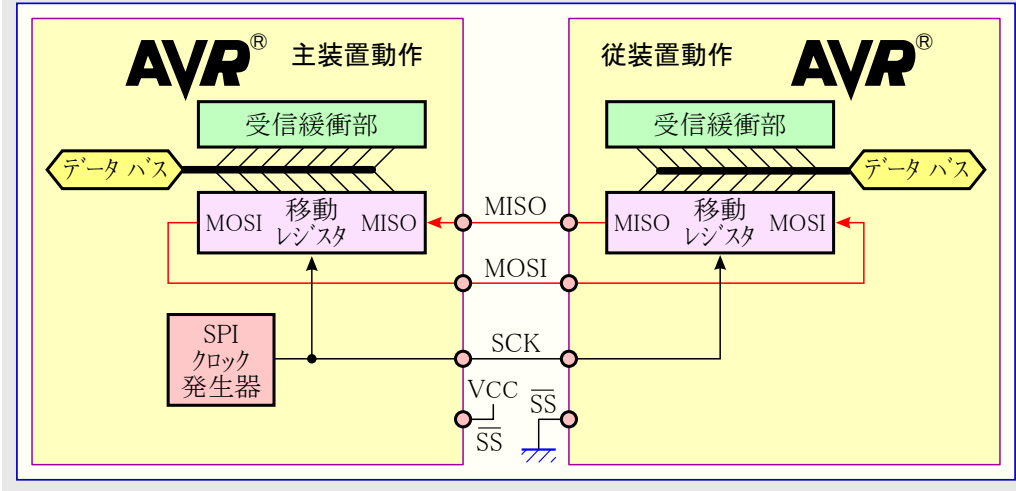 AVR® 主装置動作
受信緩衝部
データ バス
MOSI 移動レジスタ MISO
SPI
クロック
発生器
MISO
MOSI
SCK
VCC
SS
SS
従装置動作 AVR®
受信緩衝部
データ バス
MISO 移動レジスタ MOSI